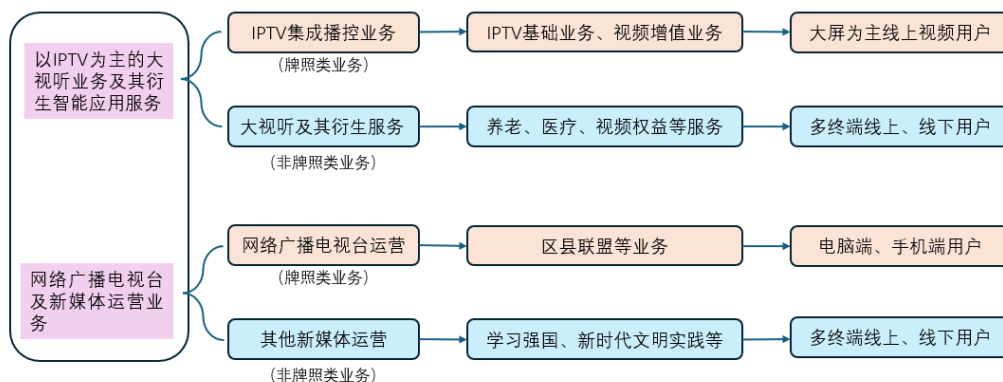 以IPTV为主的大
视听业务及其衍
生智能应用服务
IPTV集成播控业务
（牌照类业务）
IPTV基础业务、视频增值业务
大屏为主线上视频用户
大视听及其衍生服务
（非牌照类业务）
养老、医疗、视频权益等服务
多终端线上、线下用户
网络广播电视台
及新媒体运营业
务
网络广播电视台运营
（牌照类业务）
区县联盟等业务
电脑端、手机端用户
其他新媒体运营
（非牌照类业务）
学习强国、新时代文明实践等
多终端线上、线下用户